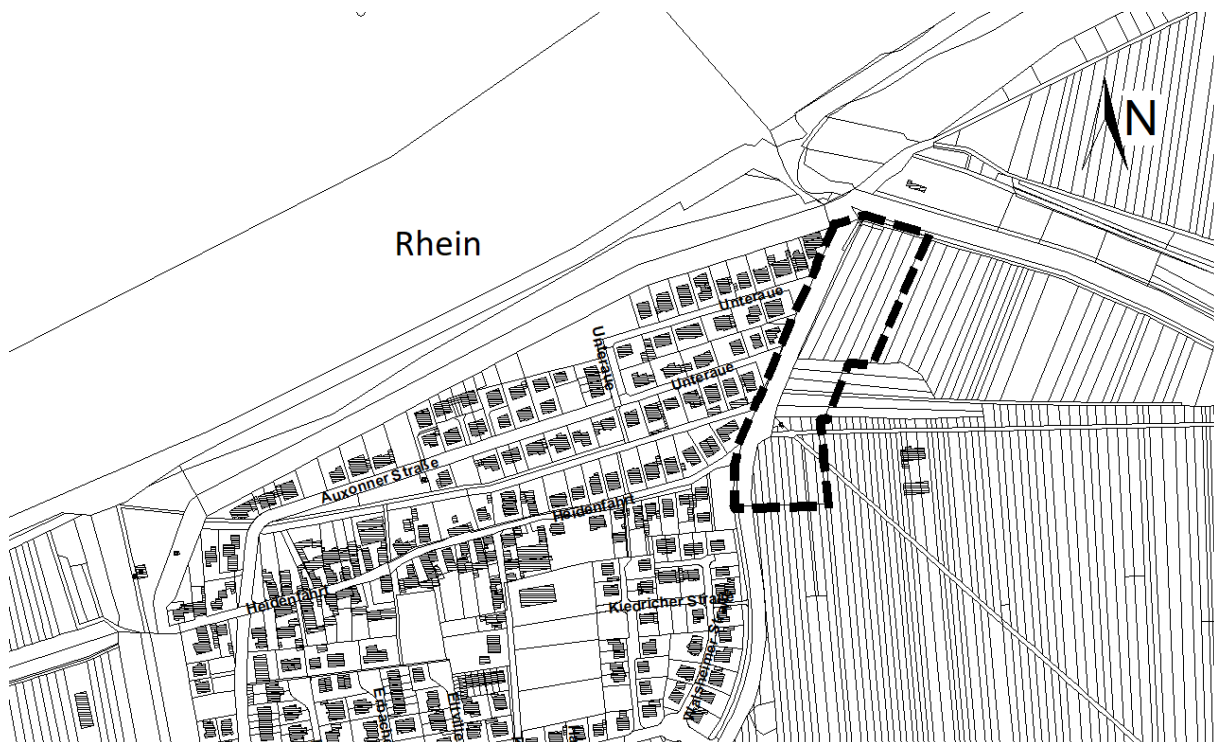 N
Rhein
Unteraue
Unteraue
Unteraue
Auxonner Straße
Heidenfahrt
Heidenfahrt
Kiedricher Straße